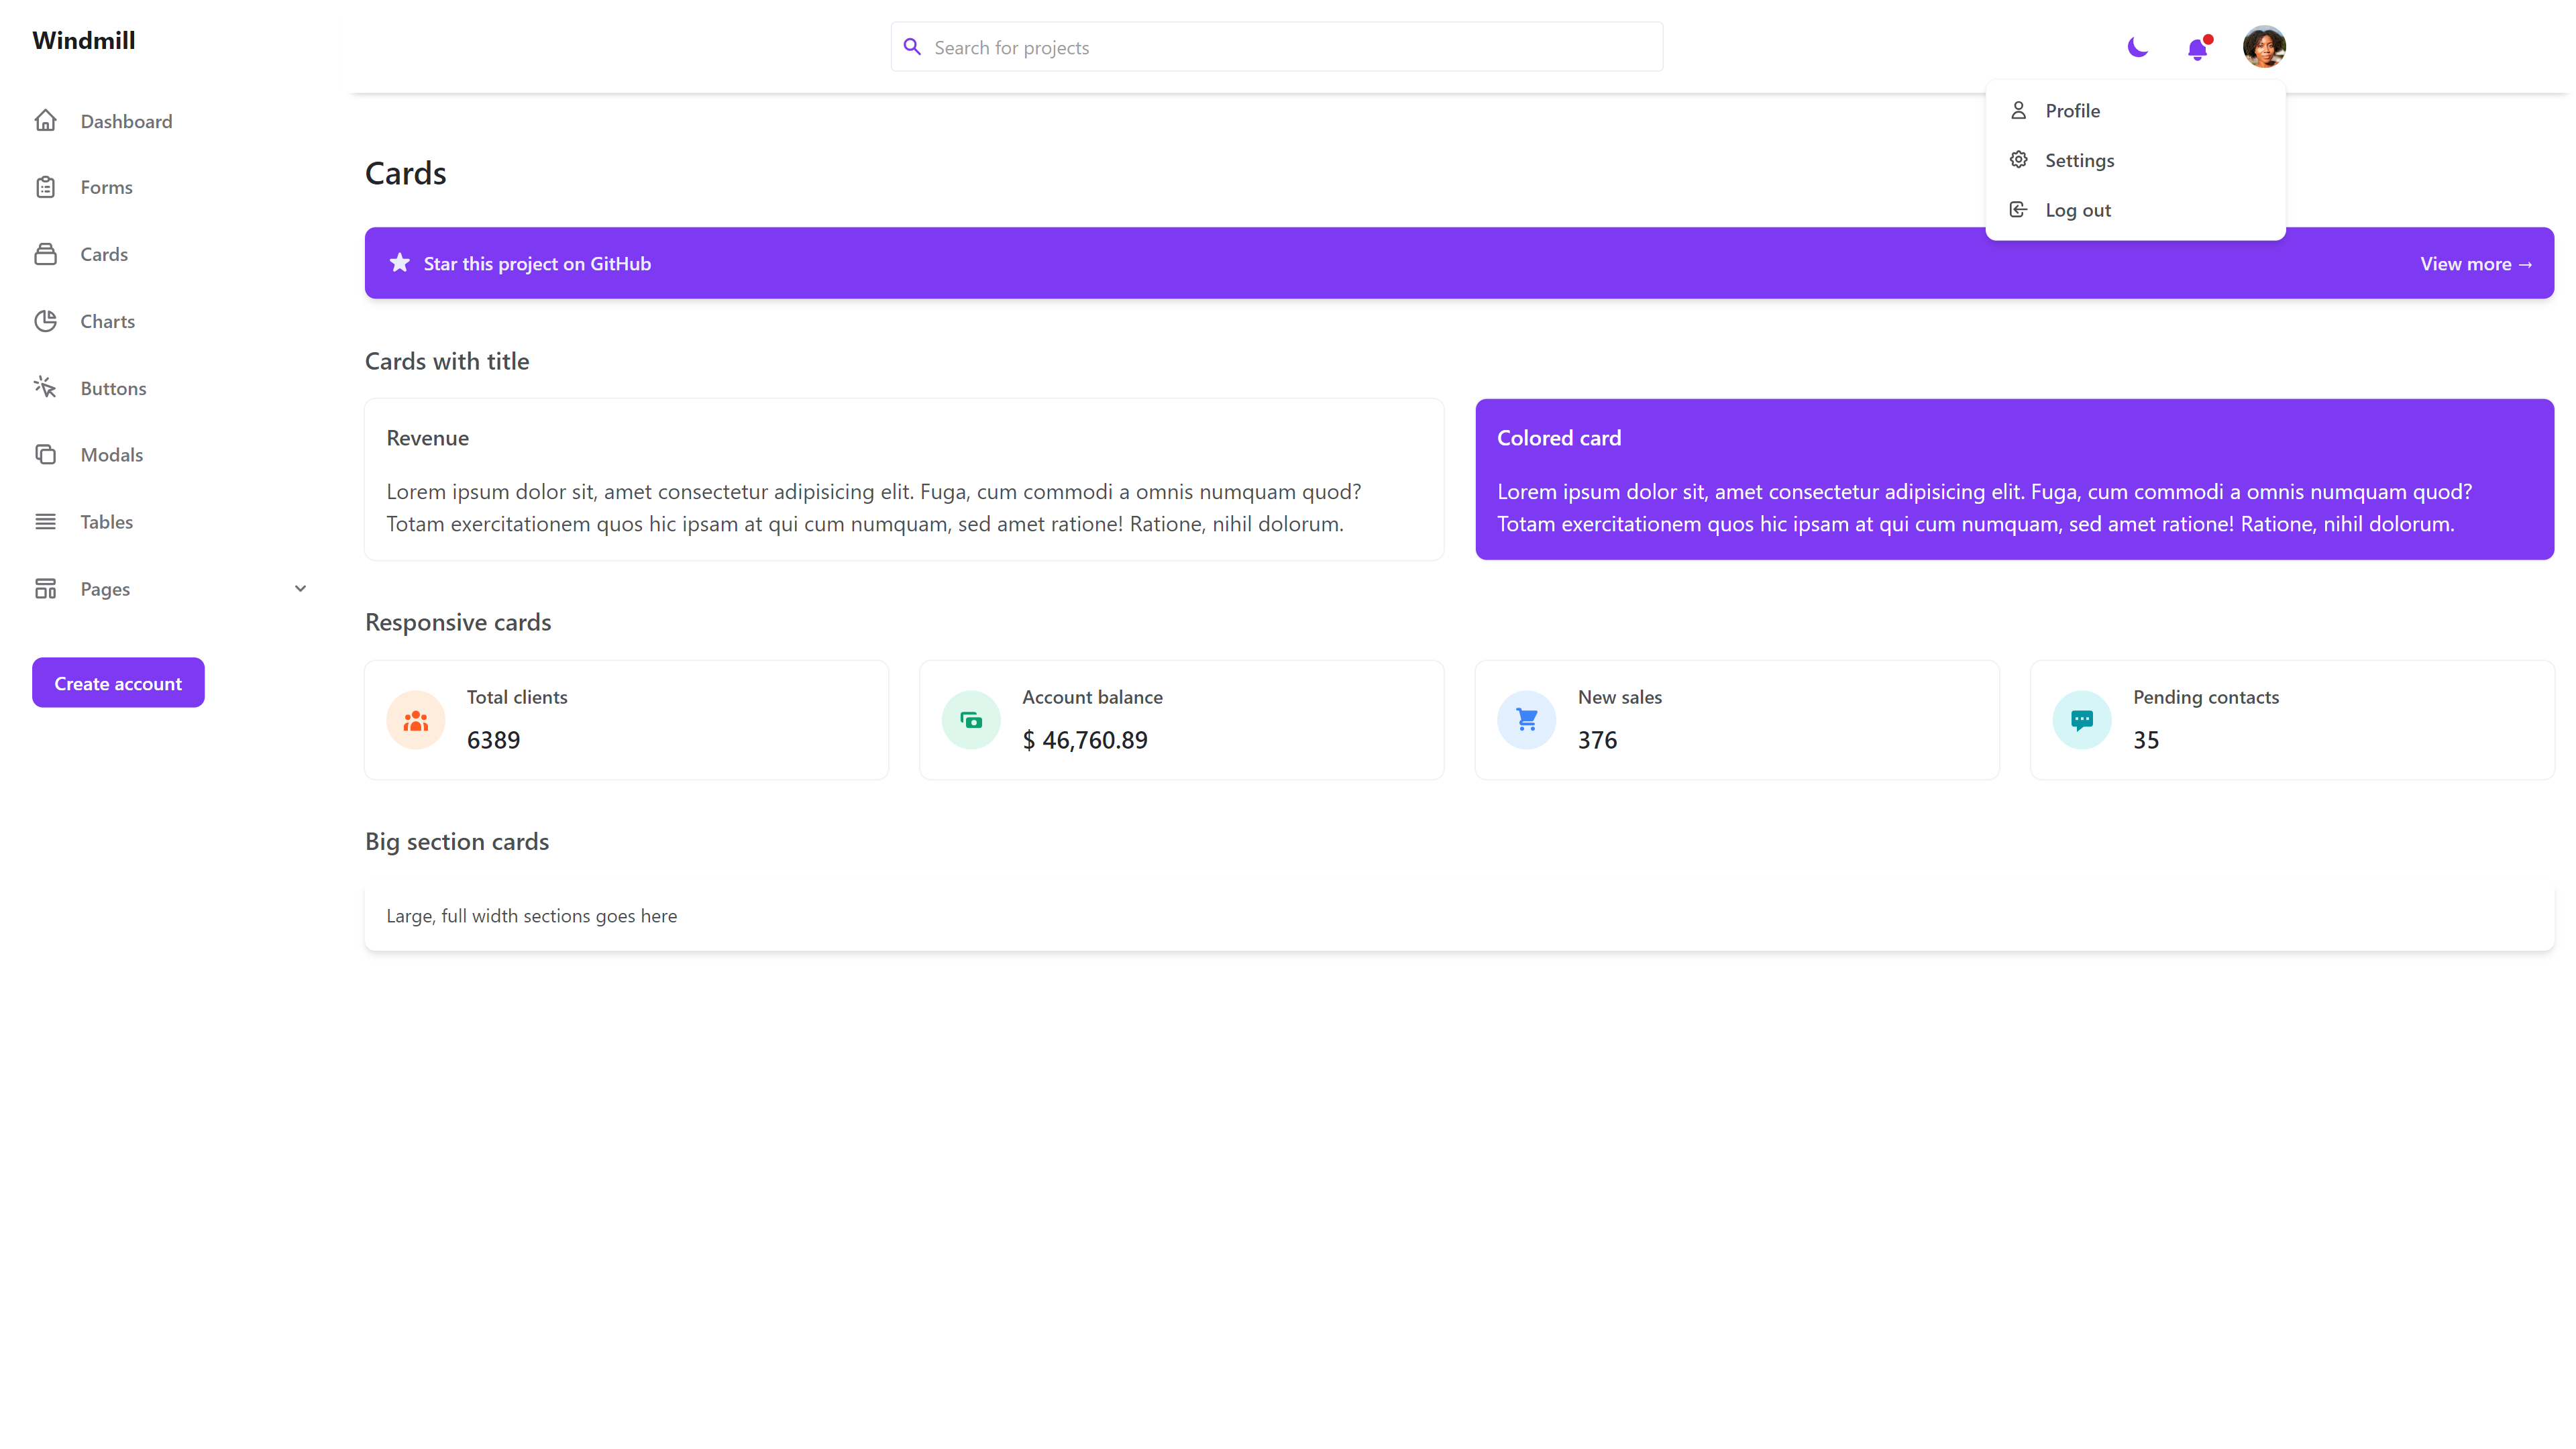 Windmill
Dashboard
Forms
Cards
Charts
Buttons
Modals
Tables
Pages
Create account
Search for projects
Profile
Settings
Log out
Cards
Star this project on GitHub
View more →
Cards with title
Revenue
Lorem ipsum dolor sit, amet consectetur adipisicing elit. Fuga, cum commodi a omnis numquam quod?
Totam exercitationem quos hic ipsam at qui cum numquam, sed amet ratione! Ratione, nihil dolorum.
Colored card
Lorem ipsum dolor sit, amet consectetur adipisicing elit. Fuga, cum commodi a omnis numquam quod?
Totam exercitationem quos hic ipsam at qui cum numquam, sed amet ratione! Ratione, nihil dolorum.
Responsive cards
Total clients
6389
Account balance
$ 46,760.89
New sales
376
Pending contacts
35
Big section cards
Large, full width sections goes here